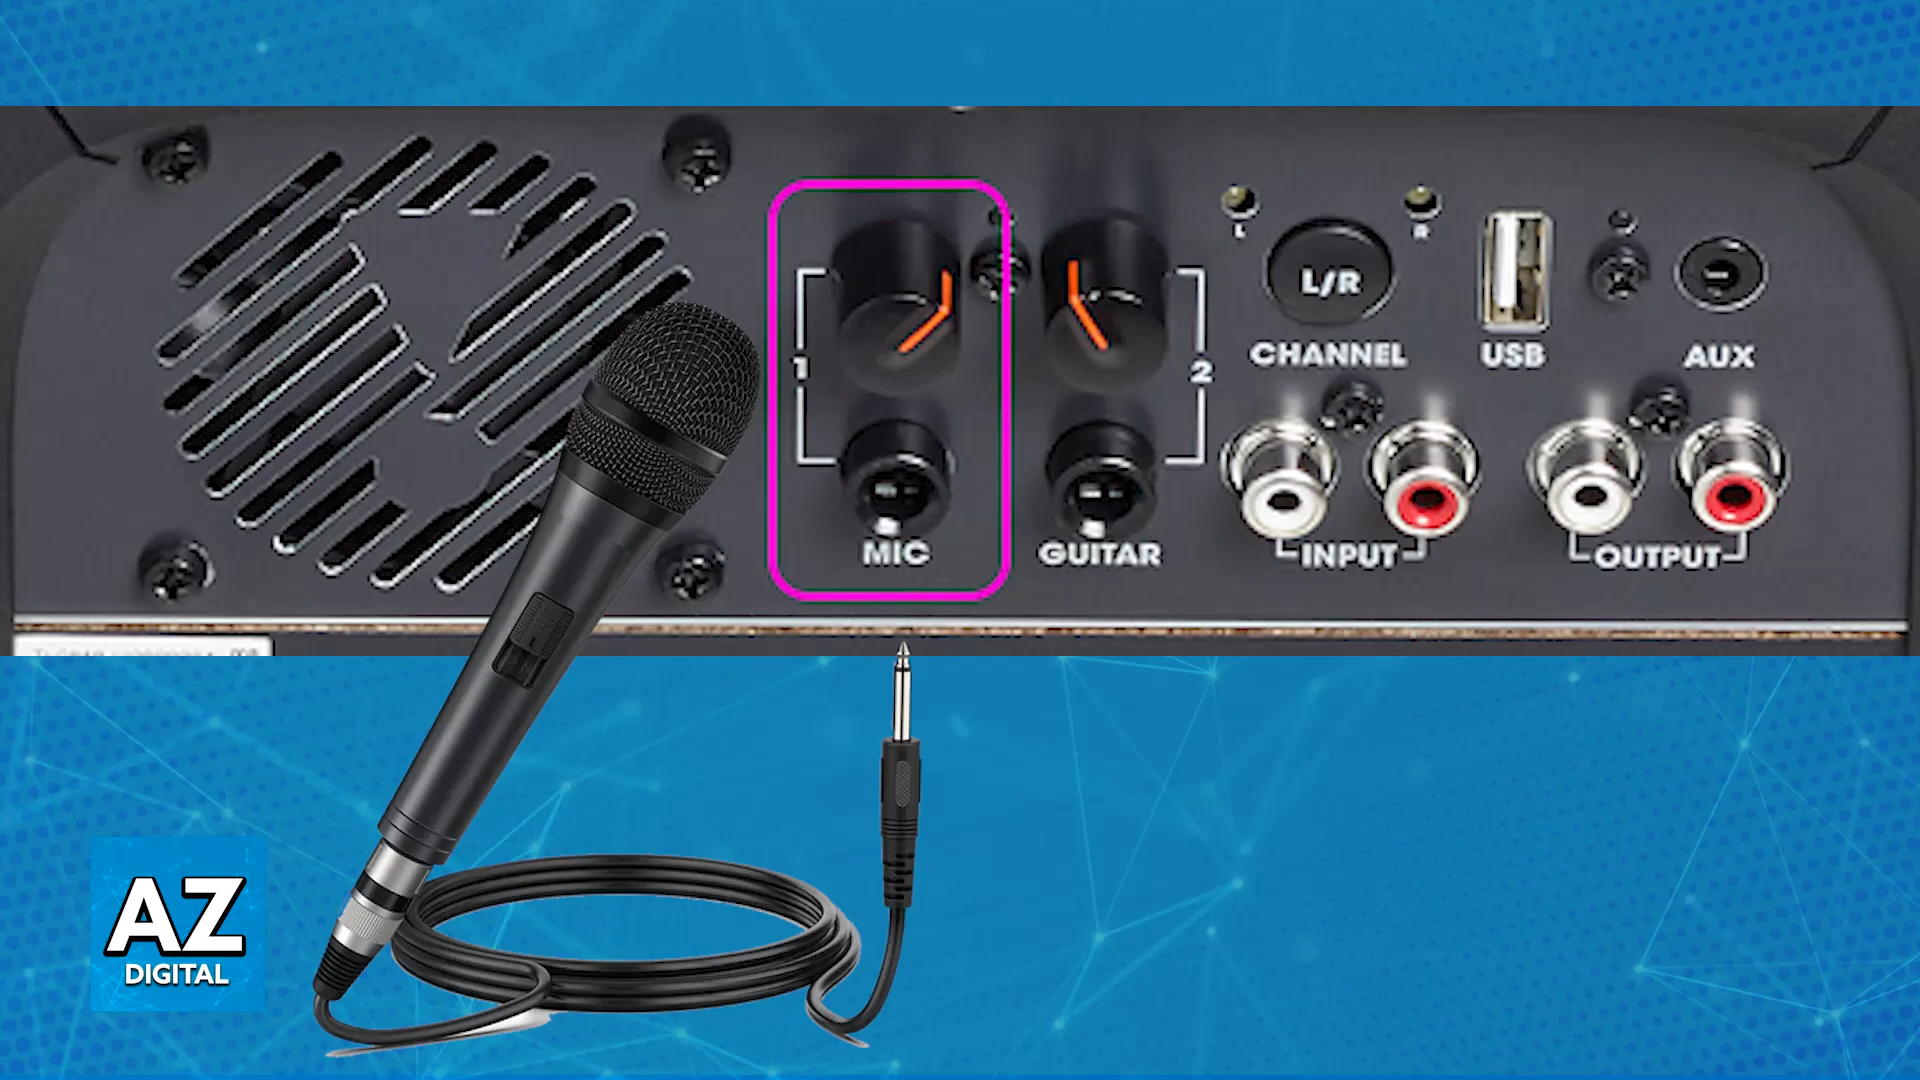 L
R
L/R
1
2
CHANNEL
USB
AUX
MIC
GUITAR
INPUT
OUTPUT
AZ
DIGITAL